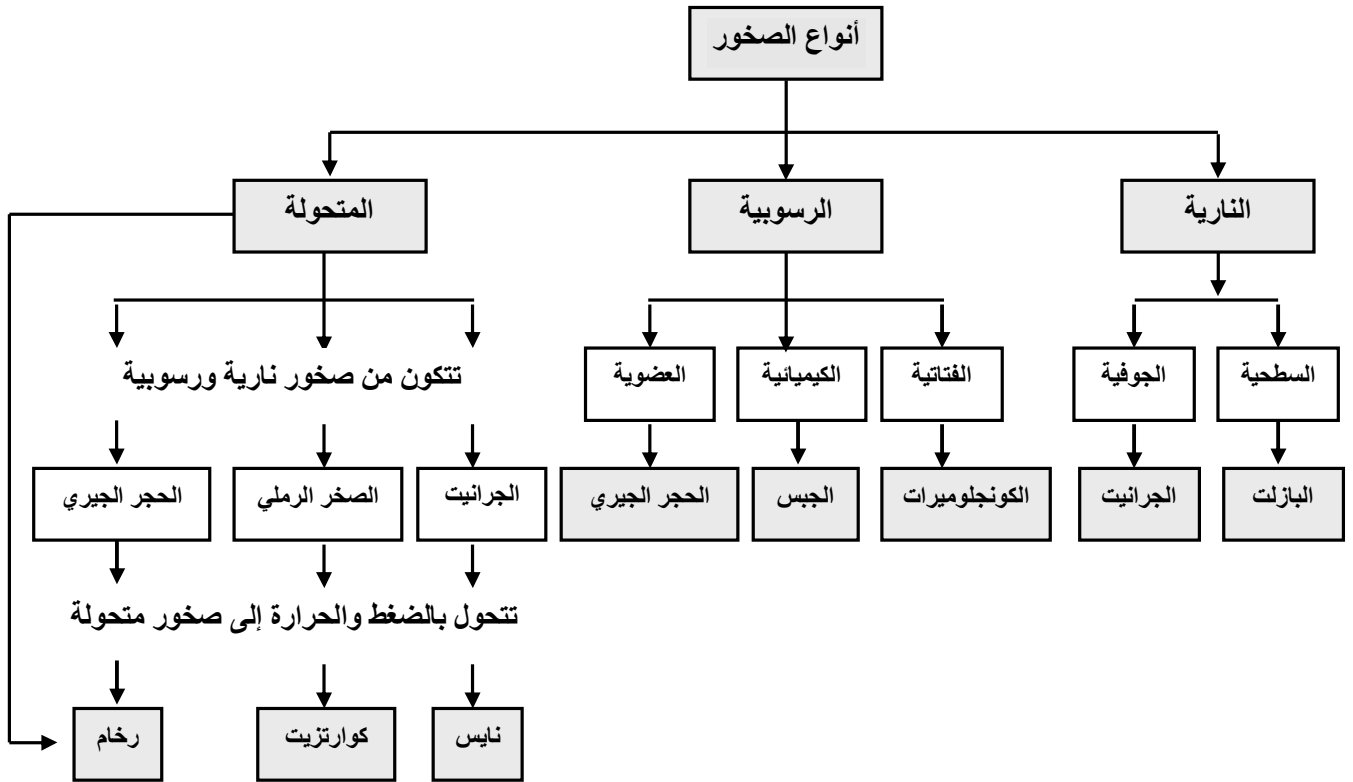 أنواع الصخور
النارية
الرسوبية
المتحولة
السطحية
الجوفية
الفتاتية
الكيميائية
العضوية
تتكون من صخور نارية ورسوبية
البازلت
الجرانيت
الكونجلوميرات
الجبس
الحجر الجيري
الجرانيت
الصخر الرملي
الحجر الجيري
تتحول بالضغط والحرارة إلى صخور متحولة
نايس
كوارتزيت
رخام